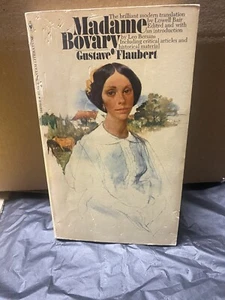 Madame
Bovary
Gustave Flaubert
The brilliant modern translation
by Lowell Bair
Edited and with
an introduction
by Leo Bersani
Including critical articles and
historical material